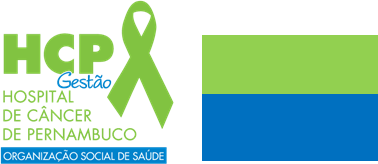 HCP
Gestão
HOSPITAL
DE CÂNCER
DE PERNAMBUCO
ORGANIZAÇÃO SOCIAL DE SAÚDE